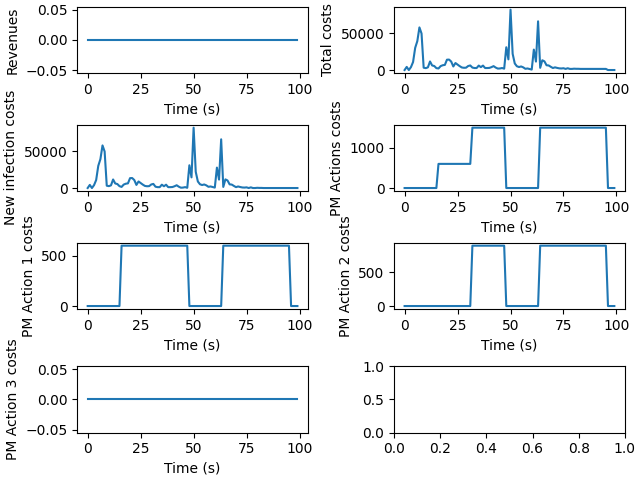 Revenues
0.05
0.00
−0.05
0 25 50 75 100
Time (s)
Total costs
50000
0
0 25 50 75 100
Time (s)
New infection costs
50000
0
0 25 50 75 100
Time (s)
PM Actions costs
1000
0
0 25 50 75 100
Time (s)
PM Action 1 costs
500
0
0 25 50 75 100
Time (s)
PM Action 2 costs
500
0
0 25 50 75 100
Time (s)
PM Action 3 costs
0.05
0.00
−0.05
0 25 50 75 100
Time (s)
1.0
0.5
0.0
0.0 0.2 0.4 0.6 0.8 1.0